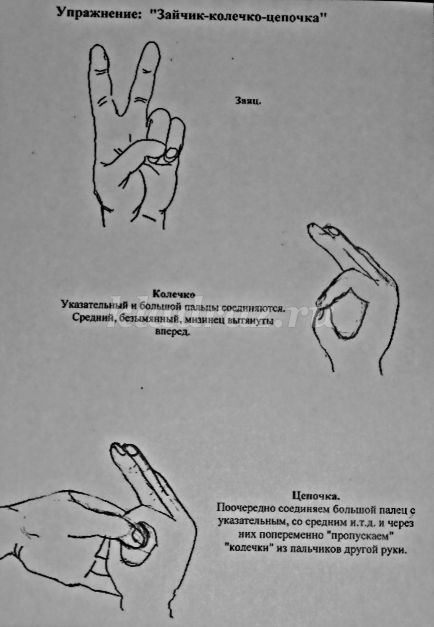 Упражнение: "Зайчик-колечко-цепочка"
Заяц.
Колечко
Указательный и большой пальцы соединяются.
Средний, безымянный, мизинец вытянуты
вперед.
Цепочка.
Поочередно соединяем большой палец с
указательным, со средним и.т.д. и через
них попеременно "пропускаем"
"колечки" из пальчиков другой руки.